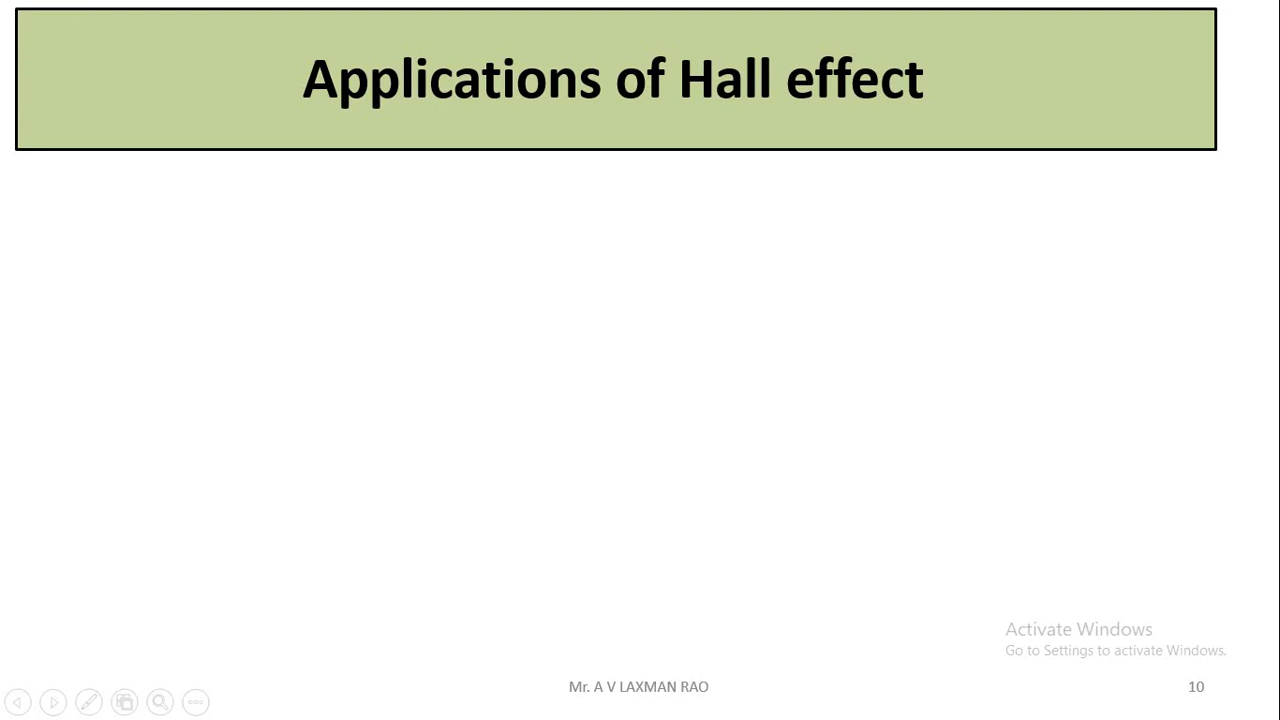 Applications of Hall effect
Activate Windows
Go to Settings to activate Windows.
Mr. A V LAXMAN RAO
10